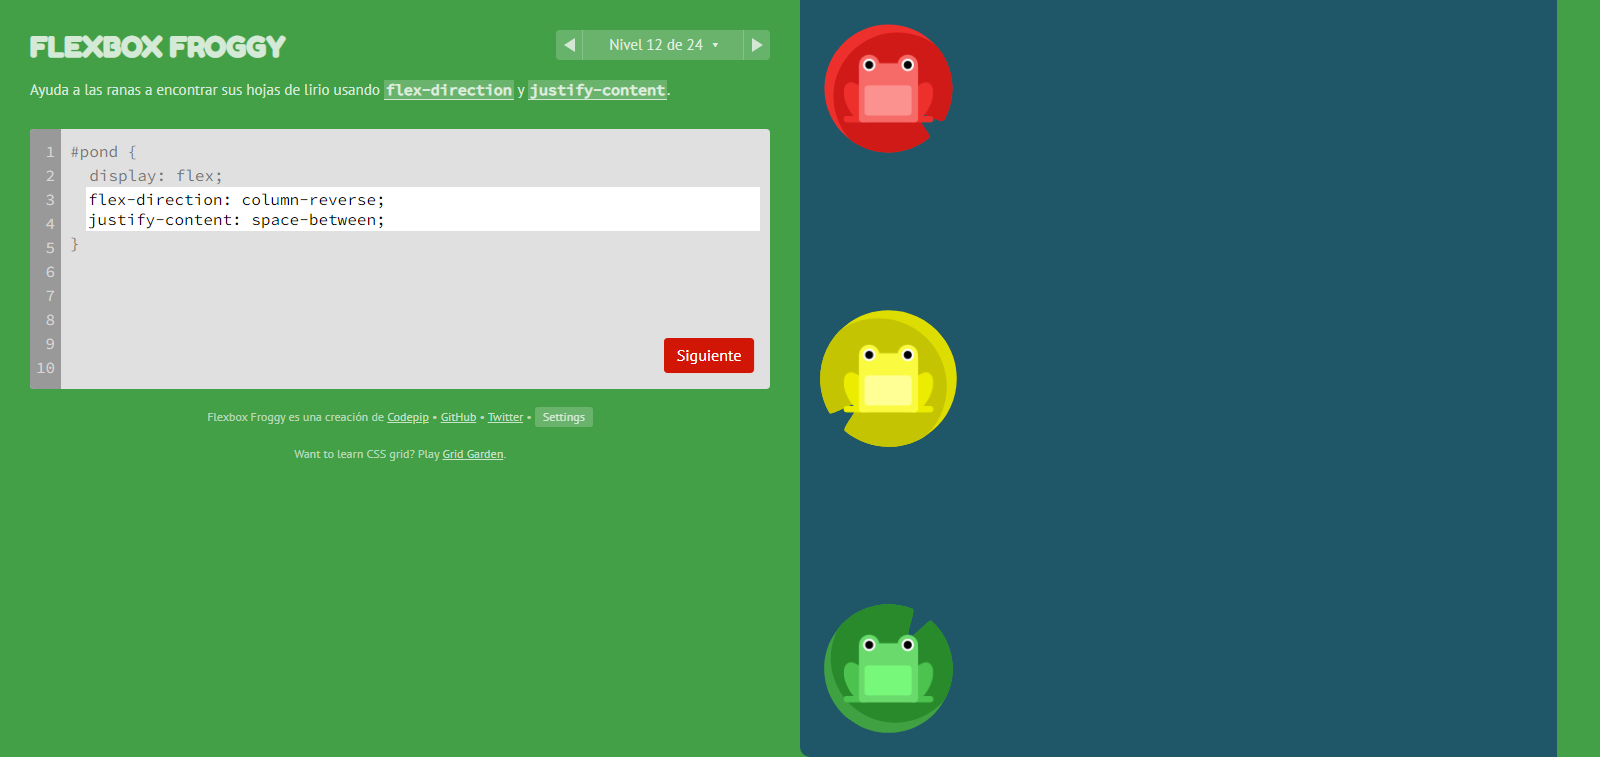 FLEXBOX FROGGY
Nivel 12 de 24
Ayuda a las ranas a encontrar sus hojas de lirio usando flex-direction y justify-content.
1 #pond {
2 display: flex;
3 flex-direction: column-reverse;
4 justify-content: space-between;
5 }
6
7
8
9
10
Siguiente
Flexbox Froggy es una creación de Codepip • GitHub • Twitter • Settings
Want to learn CSS grid? Play Grid Garden.